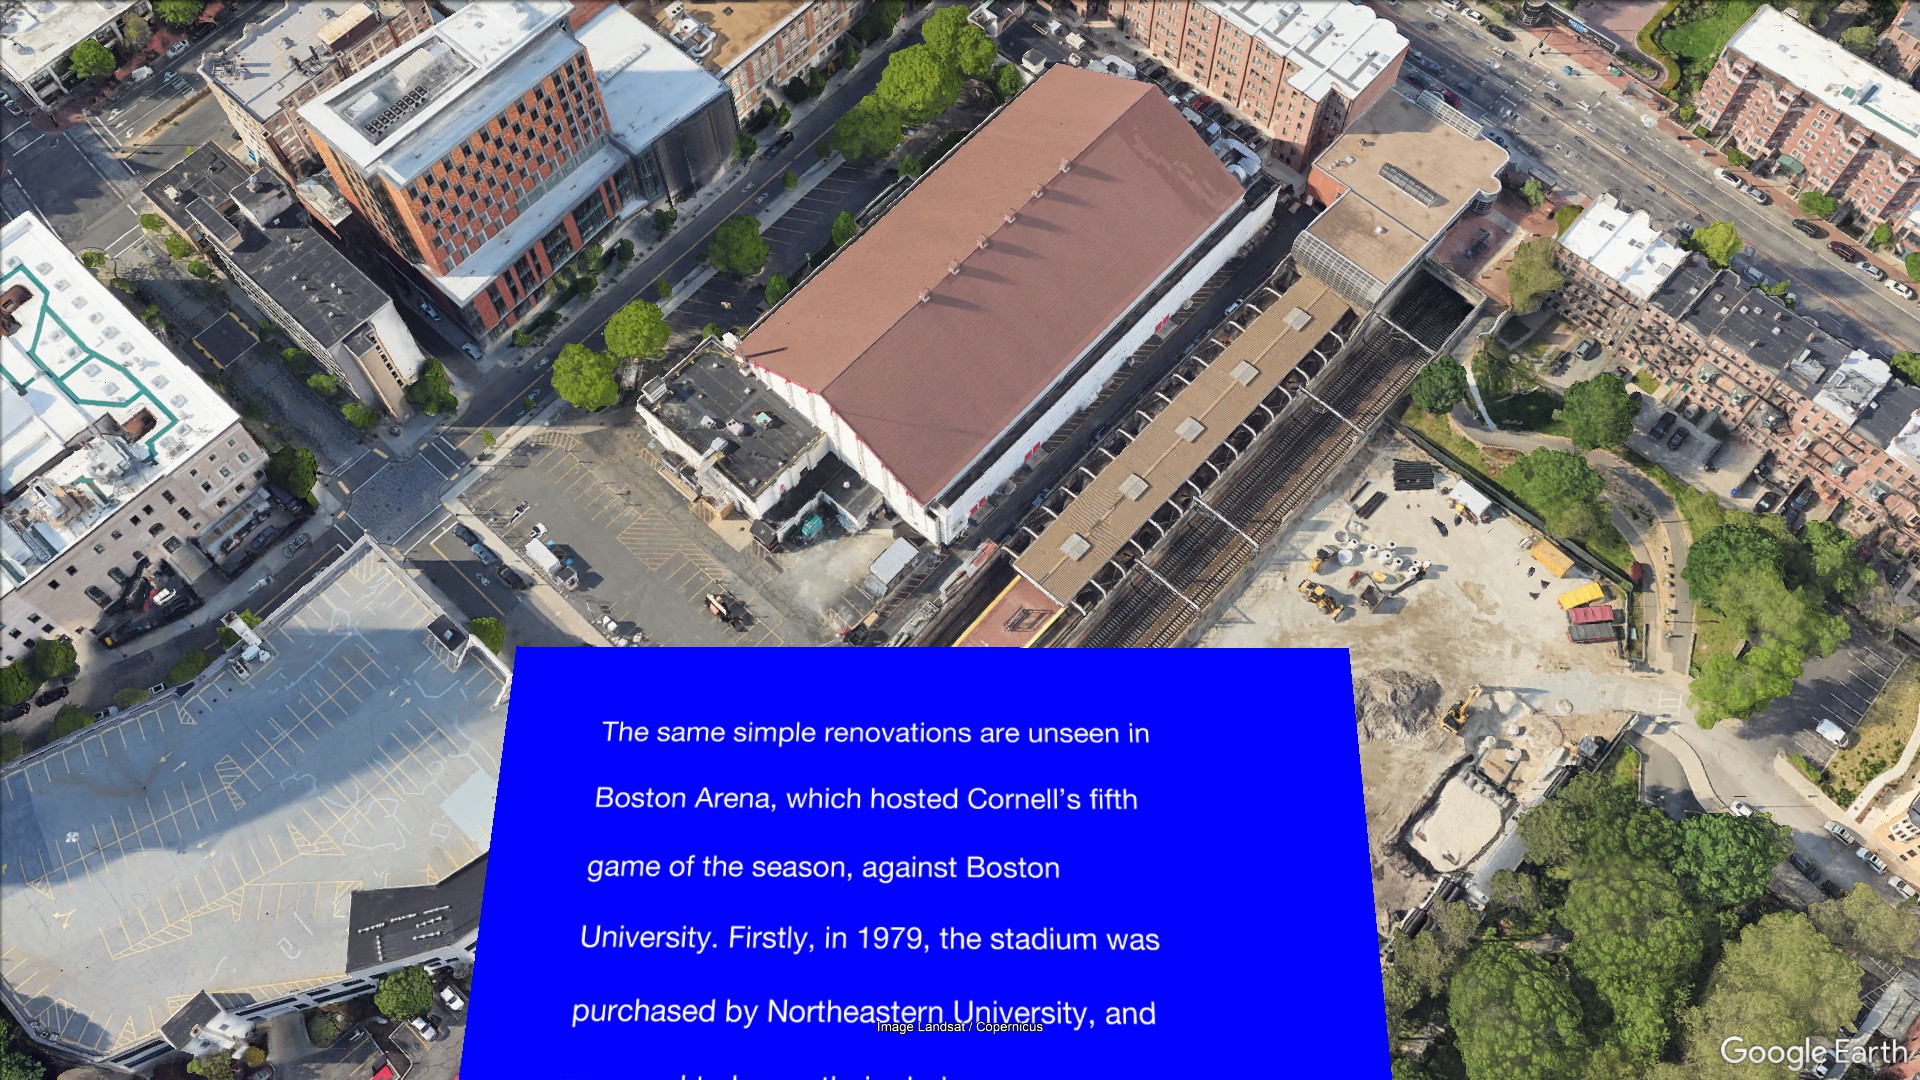 The same simple renovations are unseen in
Boston Arena, which hosted Cornell's fifth
game of the season, against Boston
University. Firstly, in 1979, the stadium was
purchased by Northeastern University, and
Image Landsat / Copernicus
Google Earth